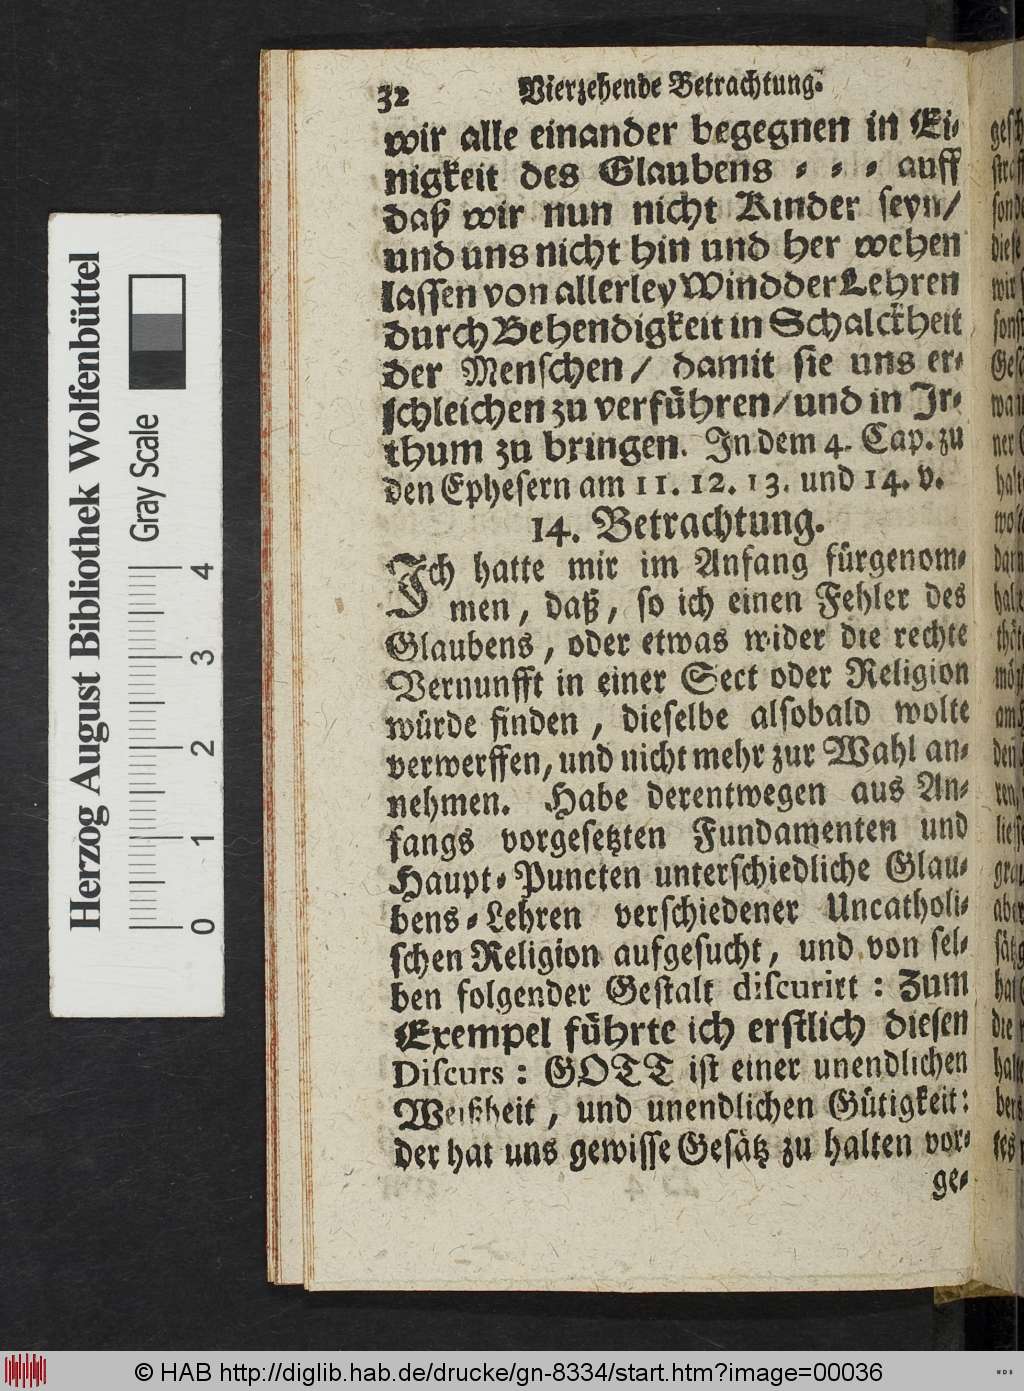 32 Vierzehende Betrachtung.
wir alle einander begegnen in Ei-
nigkeit des Glaubens - - - auff
daß wir nun nicht Kinder seyn/
und uns nicht hin und her wehen
lassen von allerley Wind der Lehren
durch Behendigkeit in Schalckheit
der Menschen / damit sie uns er-
schleichen zu verführen/und in Jr-
thum zu bringen. Jn dem 4. Cap. zu
den Ephesern am 11. 12. 13. und 14. v.
14. Betrachtung.
Jch hatte mir im Anfang fürgenom-
men, daß, so ich einen Fehler des
Glaubens, oder etwas wider die rechte
Vernunfft in einer Sect oder Religion
würde finden, dieselbe alsobald wolte
verwerffen, und nicht mehr zur Wahl an-
nehmen. Habe derentwegen aus An-
fangs vorgesetzten Fundamenten und
Haupt-Puncten unterschiedliche Glau-
bens-Lehren verschiedener Uncatholi-
schen Religion aufgesucht, und von sel-
ben folgender Gestalt discurirt: Zum
Exempel führte ich erstlich diesen
Discurs: GOTT ist einer unendlichen
Weißheit, und unendlichen Gütigkeit:
der hat uns gewisse Gesätz zu halten vor-
ge-
Herzog August Bibliothek Wolfenbüttel
Gray Scale
0 1 2 3 4
© HAB http://diglib.hab.de/drucke/gn-8334/start.htm?image=00036